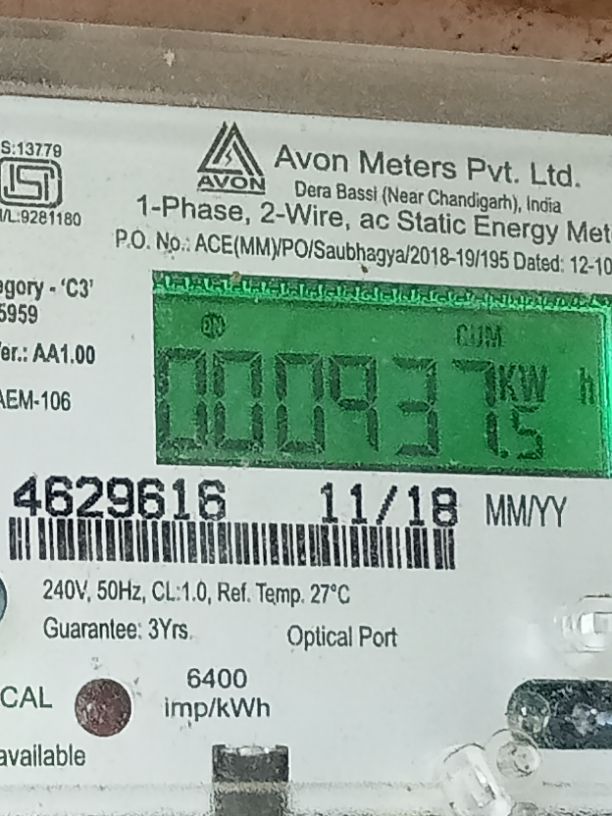 S:13779
AVON
Avon Meters Pvt. Ltd.
/L:9281180
Dera Bassi (Near Chandigarh), India
1-Phase, 2-Wire, ac Static Energy Met
P.O. No.: ACE(MM)/PO/Saubhagya/2018-19/195 Dated: 12-10
egory - 'C3'
5959
Ver.: AA1.00
AEM-106
CUM
000937.5 KW h
4629616 11/18 MM/YY
240V, 50Hz, CL:1.0, Ref. Temp. 27°C
Guarantee: 3Yrs.
Optical Port
CAL
6400
imp/kWh
available